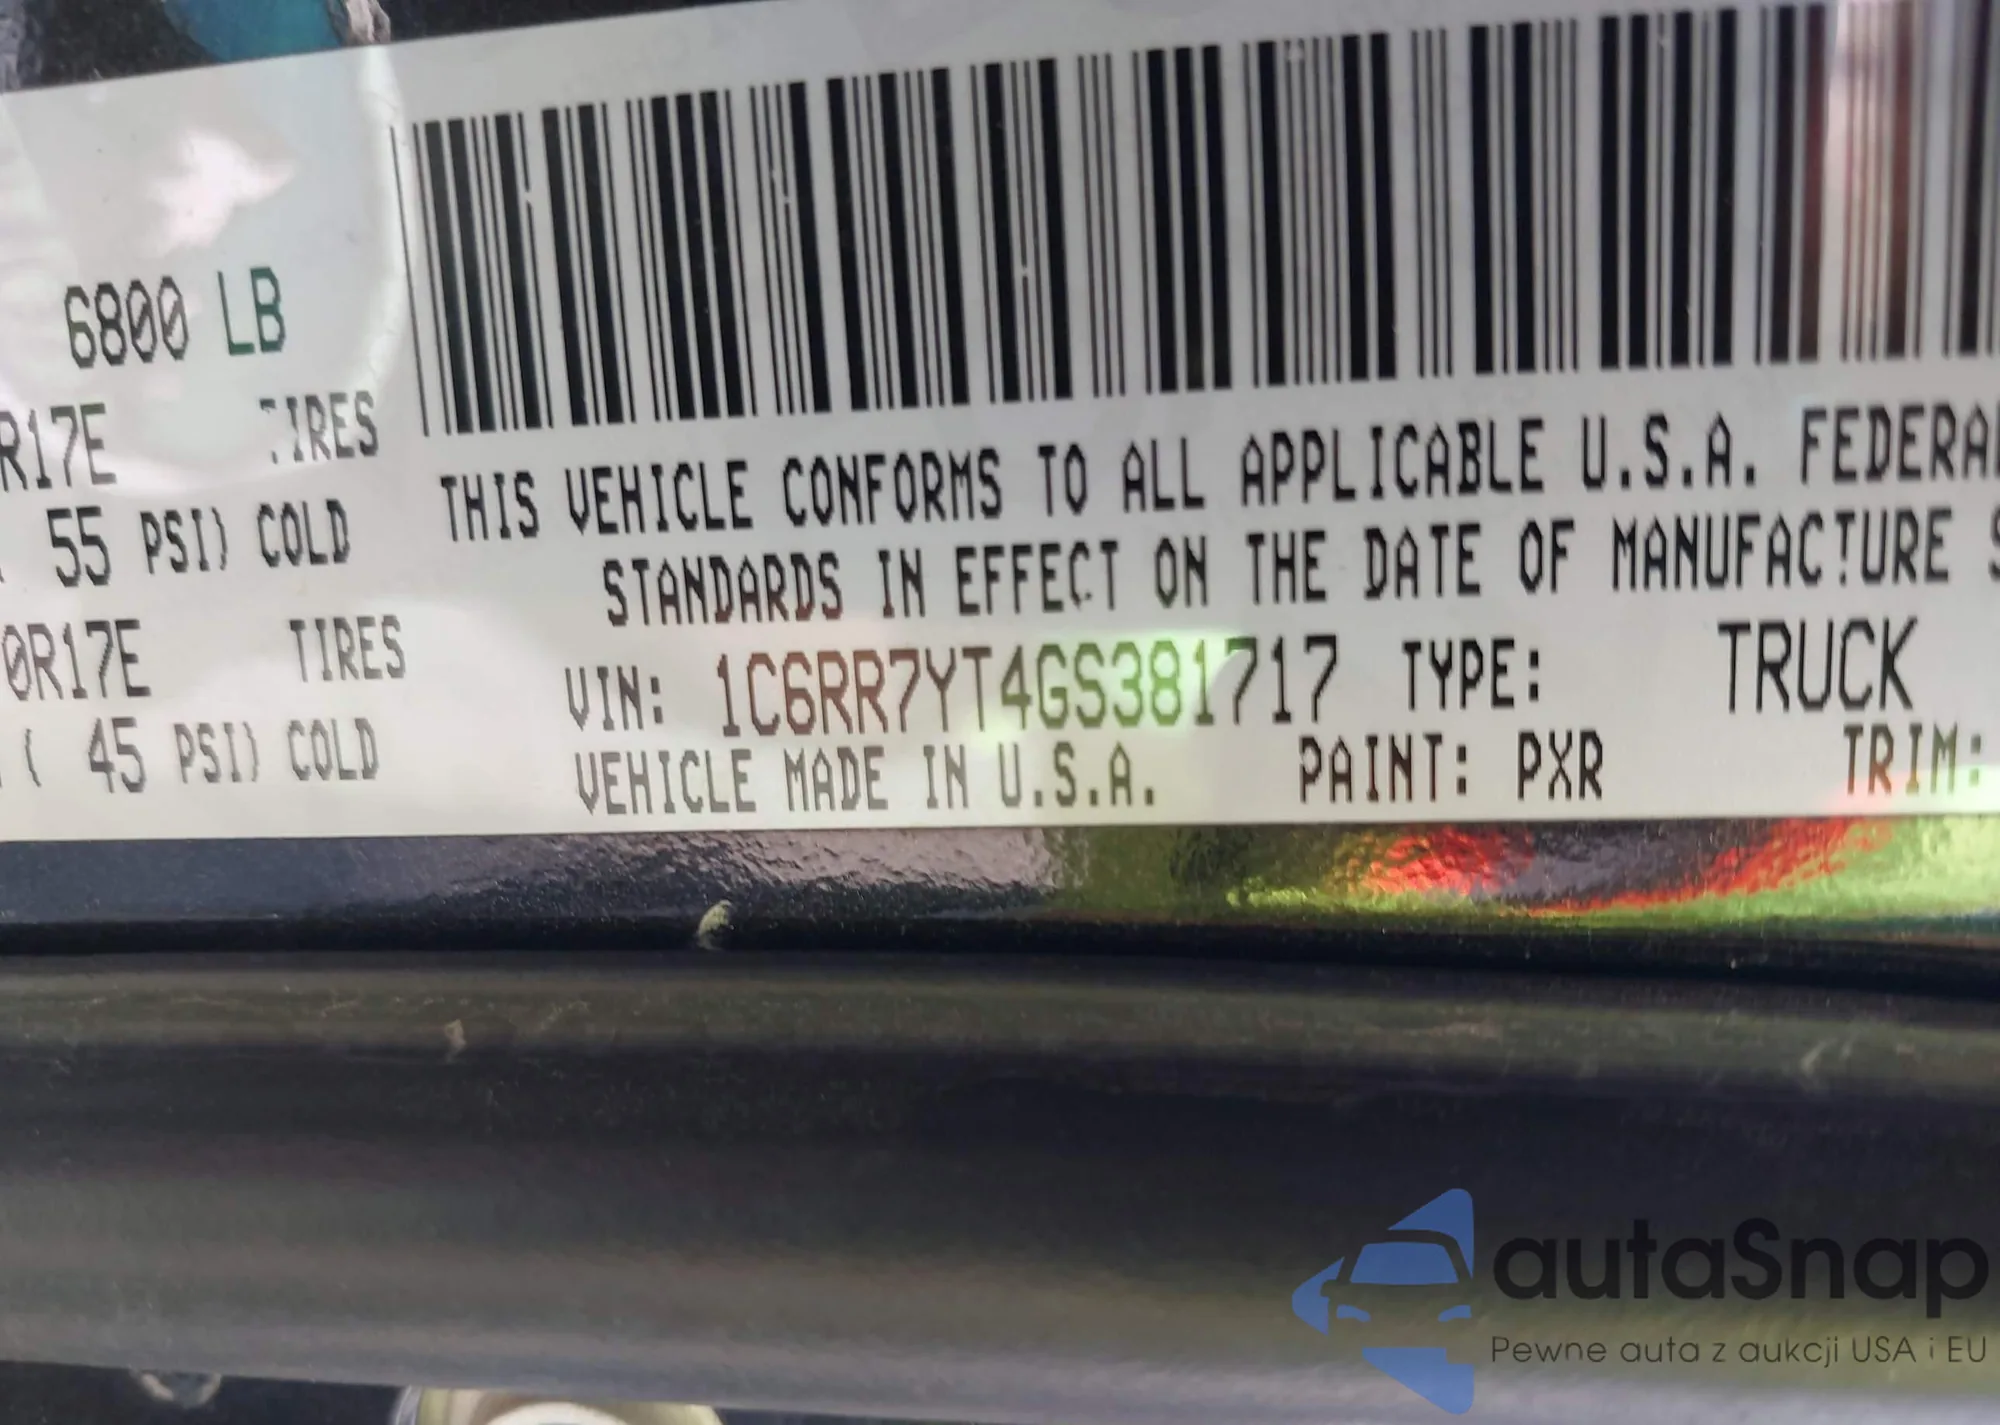 6800 LB
R17E TIRES
55 PSI) COLD
0R17E TIRES
( 45 PSI) COLD
THIS VEHICLE CONFORMS TO ALL APPLICABLE U.S.A. FEDERAL
STANDARDS IN EFFECT ON THE DATE OF MANUFACTURE S
VIN: 1C6RR7YT4GS381717 TYPE: TRUCK
VEHICLE MADE IN U.S.A. PAINT: PXR TRIM:
autaSnap
Pewne auta z aukcji USA i EU